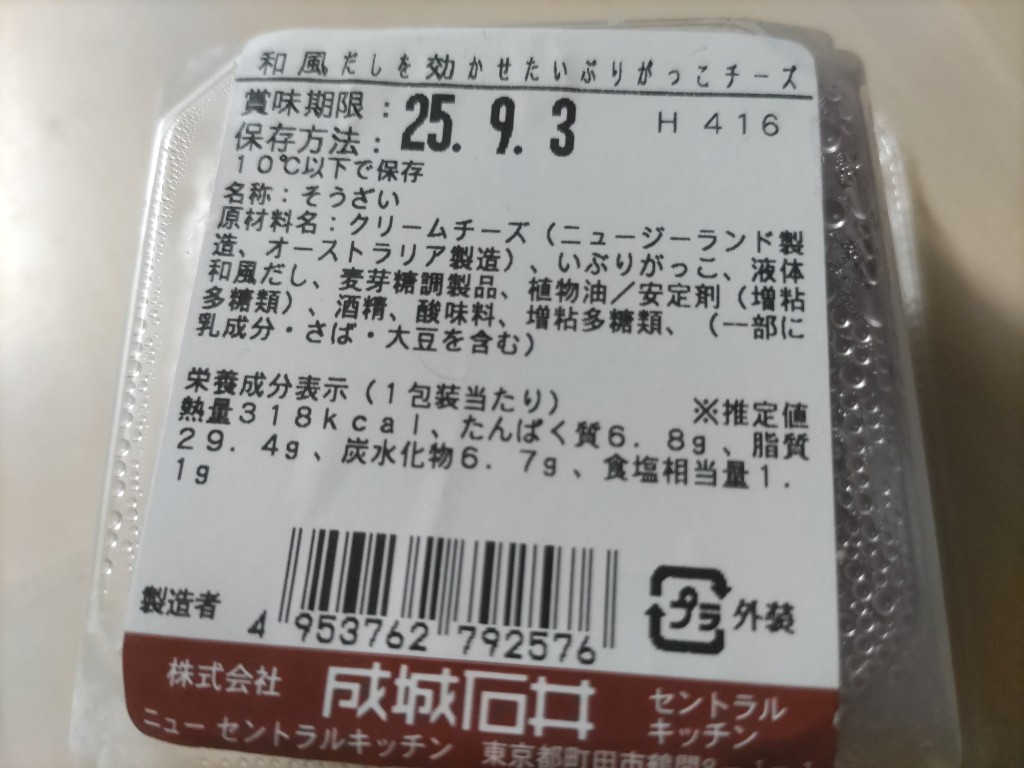 和風だしを効かせたいぶりがっこチーズ
賞味期限：25. 9. 3 H 416
保存方法：
10℃以下で保存
名称：そうざい
原材料名：クリームチーズ（ニュージーランド製
造、オーストラリア製造）、いぶりがっこ、液体
和風だし、麦芽糖調製品、植物油／安定剤（増粘
多糖類）、酒精、酸味料、増粘多糖類、（一部に
乳成分・さば・大豆を含む）
栄養成分表示（1包装当たり） ※推定値
熱量318kcal、たんぱく質6.8g、脂質
29.4g、炭水化物6.7g、食塩相当量1.
1g
製造者
4 953762 792576
プラ 外装
株式会社 成城石井 セントラル
キッチン
ニュー セントラルキッチン 東京都町田市鶴間